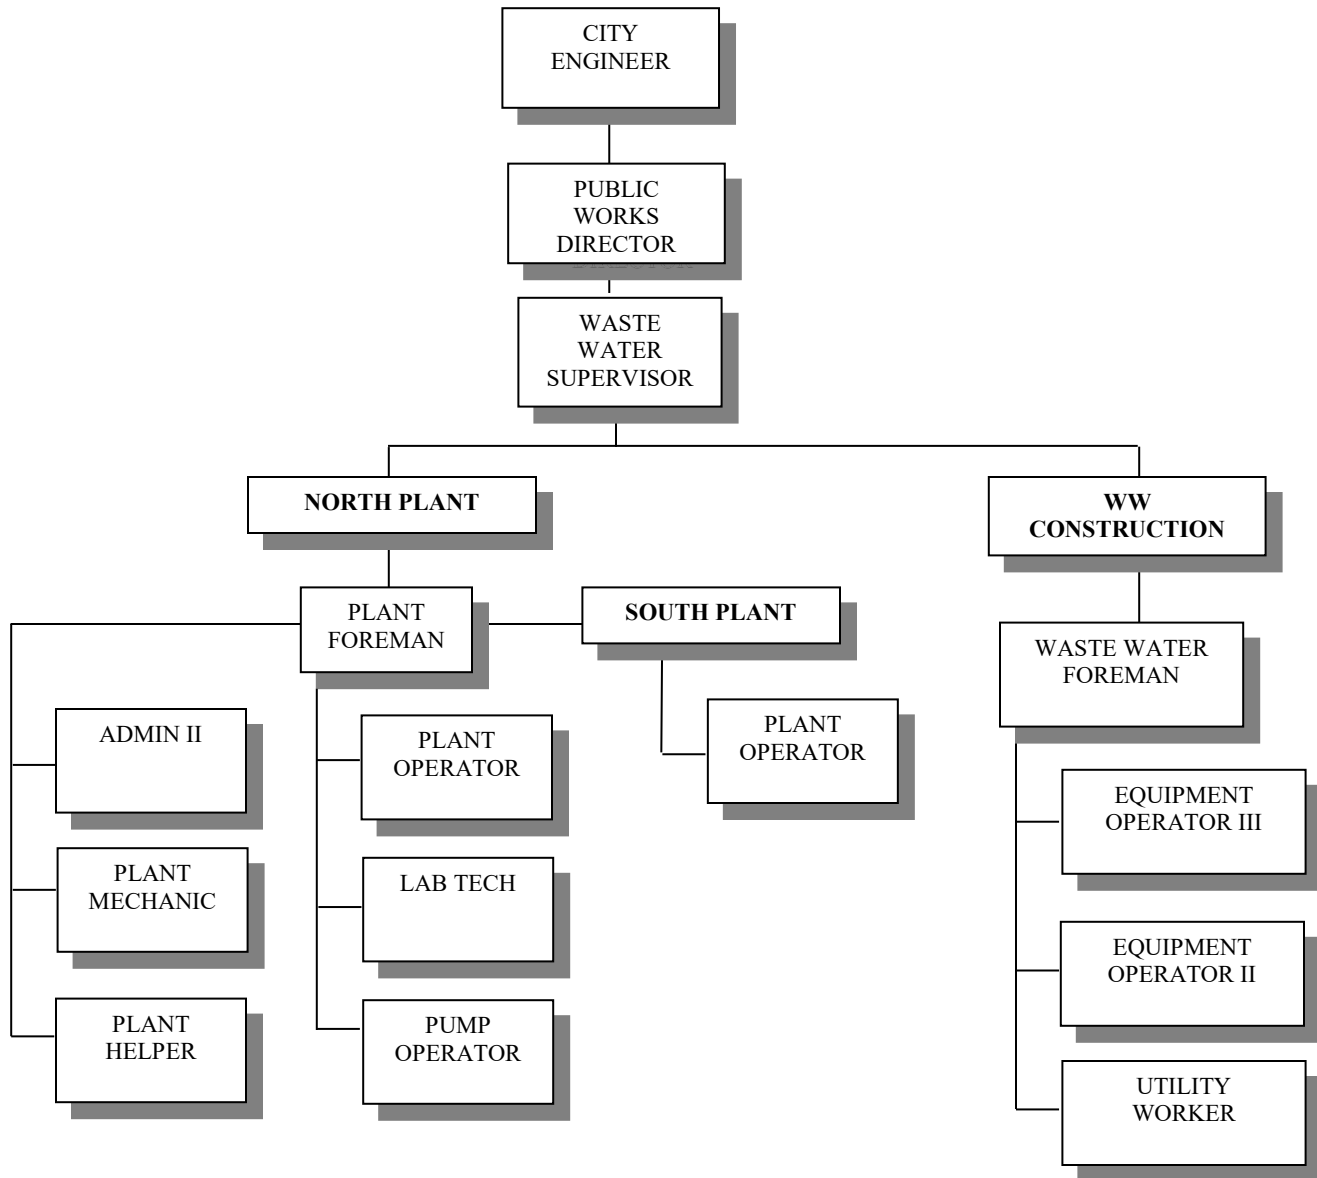 CITY
ENGINEER
PUBLIC
WORKS
DIRECTOR
WASTE
WATER
SUPERVISOR
NORTH PLANT
WW
CONSTRUCTION
PLANT
FOREMAN
SOUTH PLANT
WASTE WATER
FOREMAN
ADMIN II
PLANT
OPERATOR
PLANT
OPERATOR
EQUIPMENT
OPERATOR III
PLANT
MECHANIC
LAB TECH
EQUIPMENT
OPERATOR II
PLANT
HELPER
PUMP
OPERATOR
UTILITY
WORKER